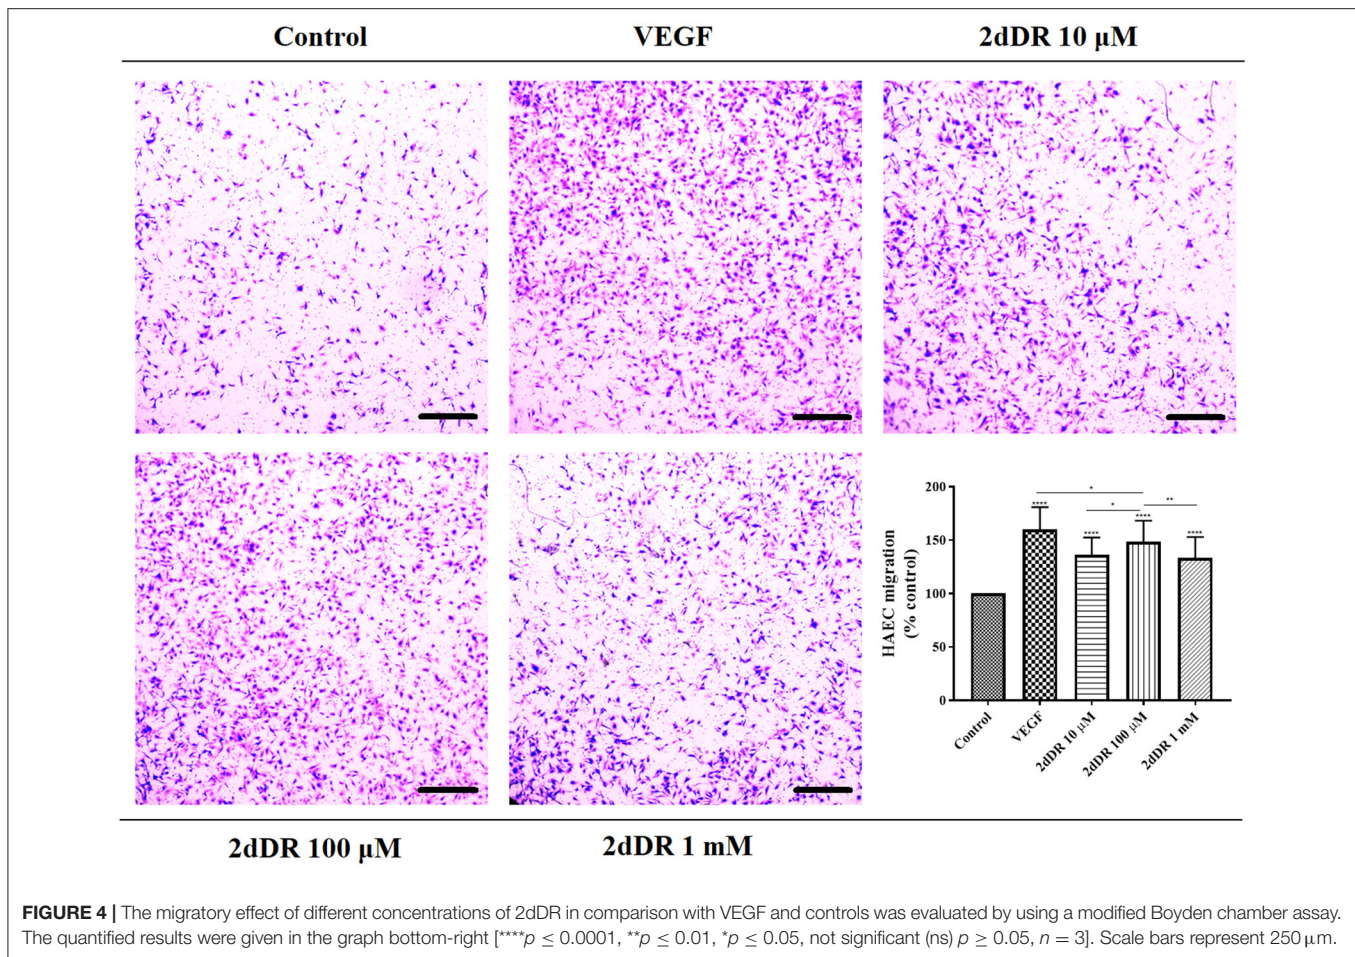 Control VEGF 2dDR 10 μM
200
150
100
50
0
HAEC migration
(% control)
*
* **
**** **** **** ****
Control VEGF 2dDR 10 μM 2dDR 100 μM 2dDR 1 mM
2dDR 100 μM 2dDR 1 mM
FIGURE 4 | The migratory effect of different concentrations of 2dDR in comparison with VEGF and controls was evaluated by using a modified Boyden chamber assay.
The quantified results were given in the graph bottom-right [****p ≤ 0.0001, **p ≤ 0.01, *p ≤ 0.05, not significant (ns) p ≥ 0.05, n = 3]. Scale bars represent 250 μm.